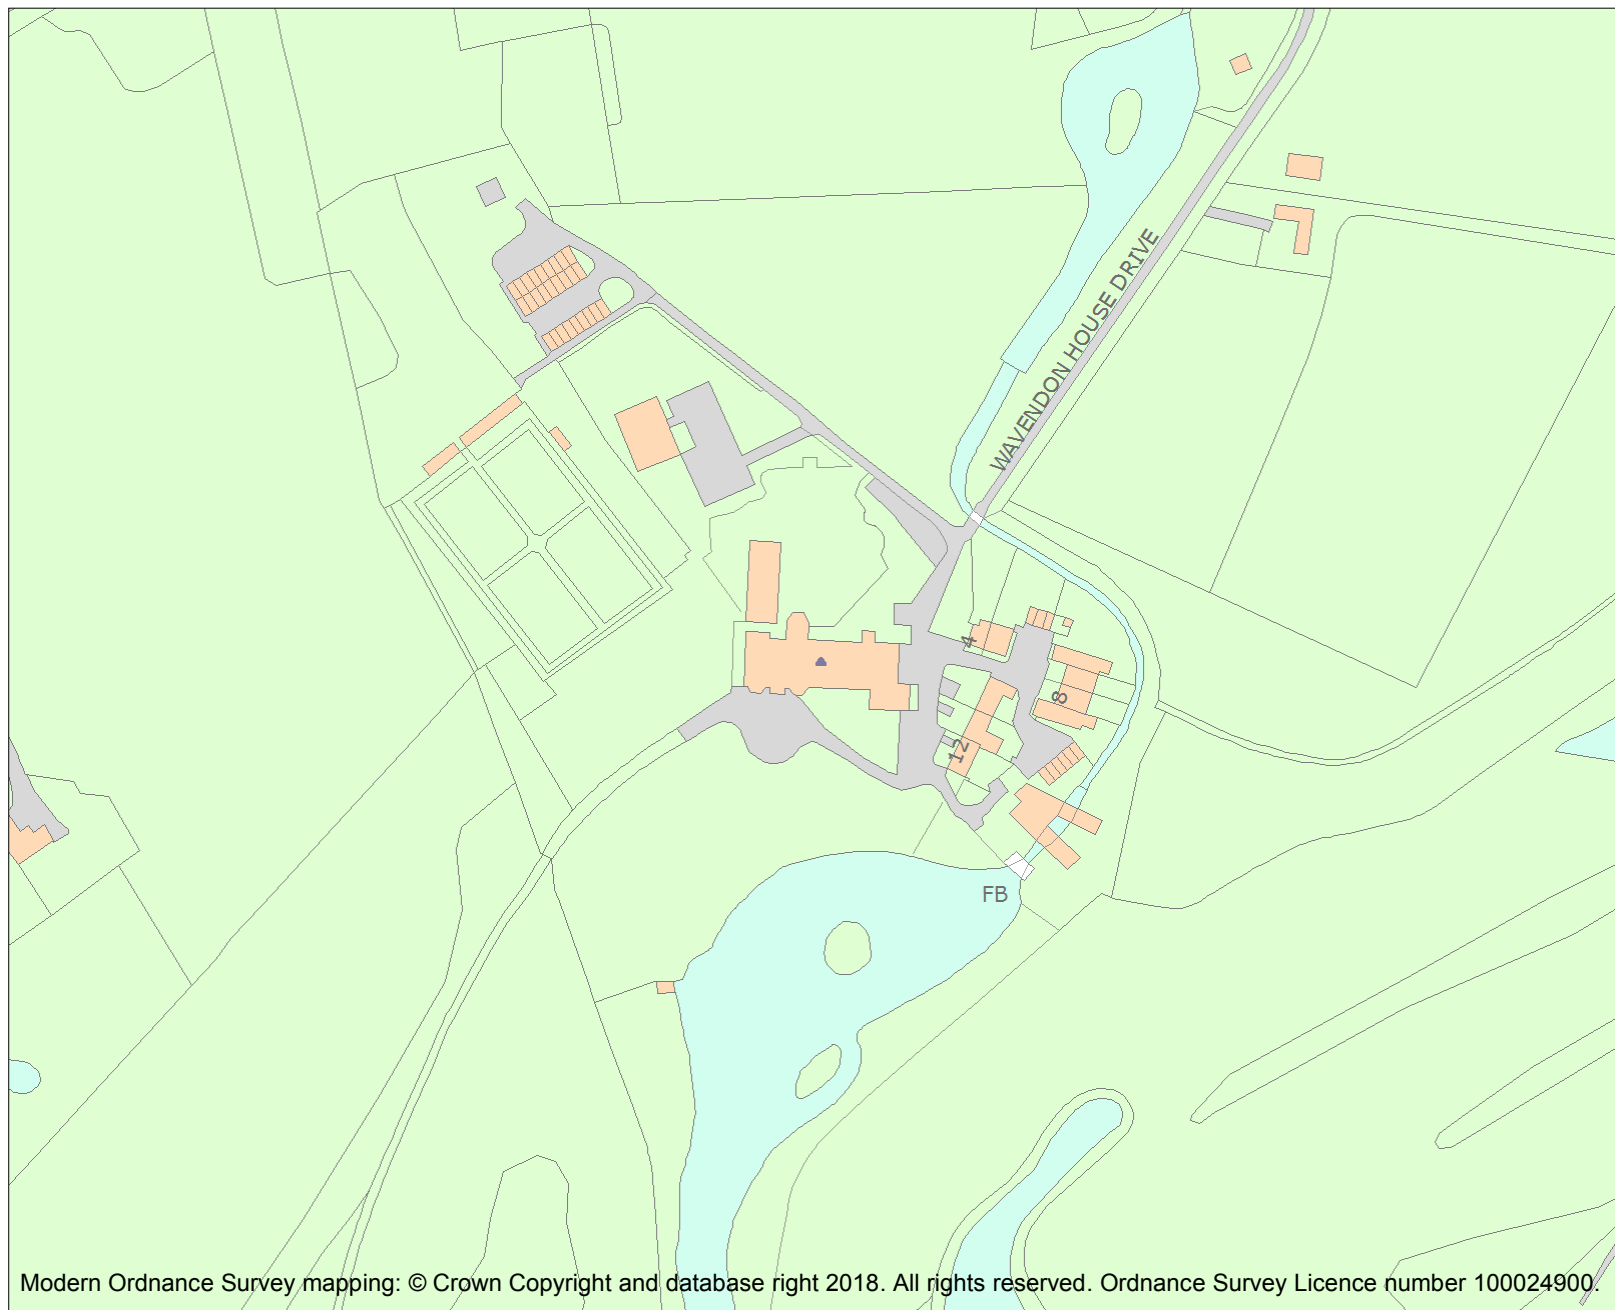 WAVENDON HOUSE DRIVE
4
8
12
FB
Modern Ordnance Survey mapping: © Crown Copyright and database right 2018. All rights reserved. Ordnance Survey Licence number 100024900.